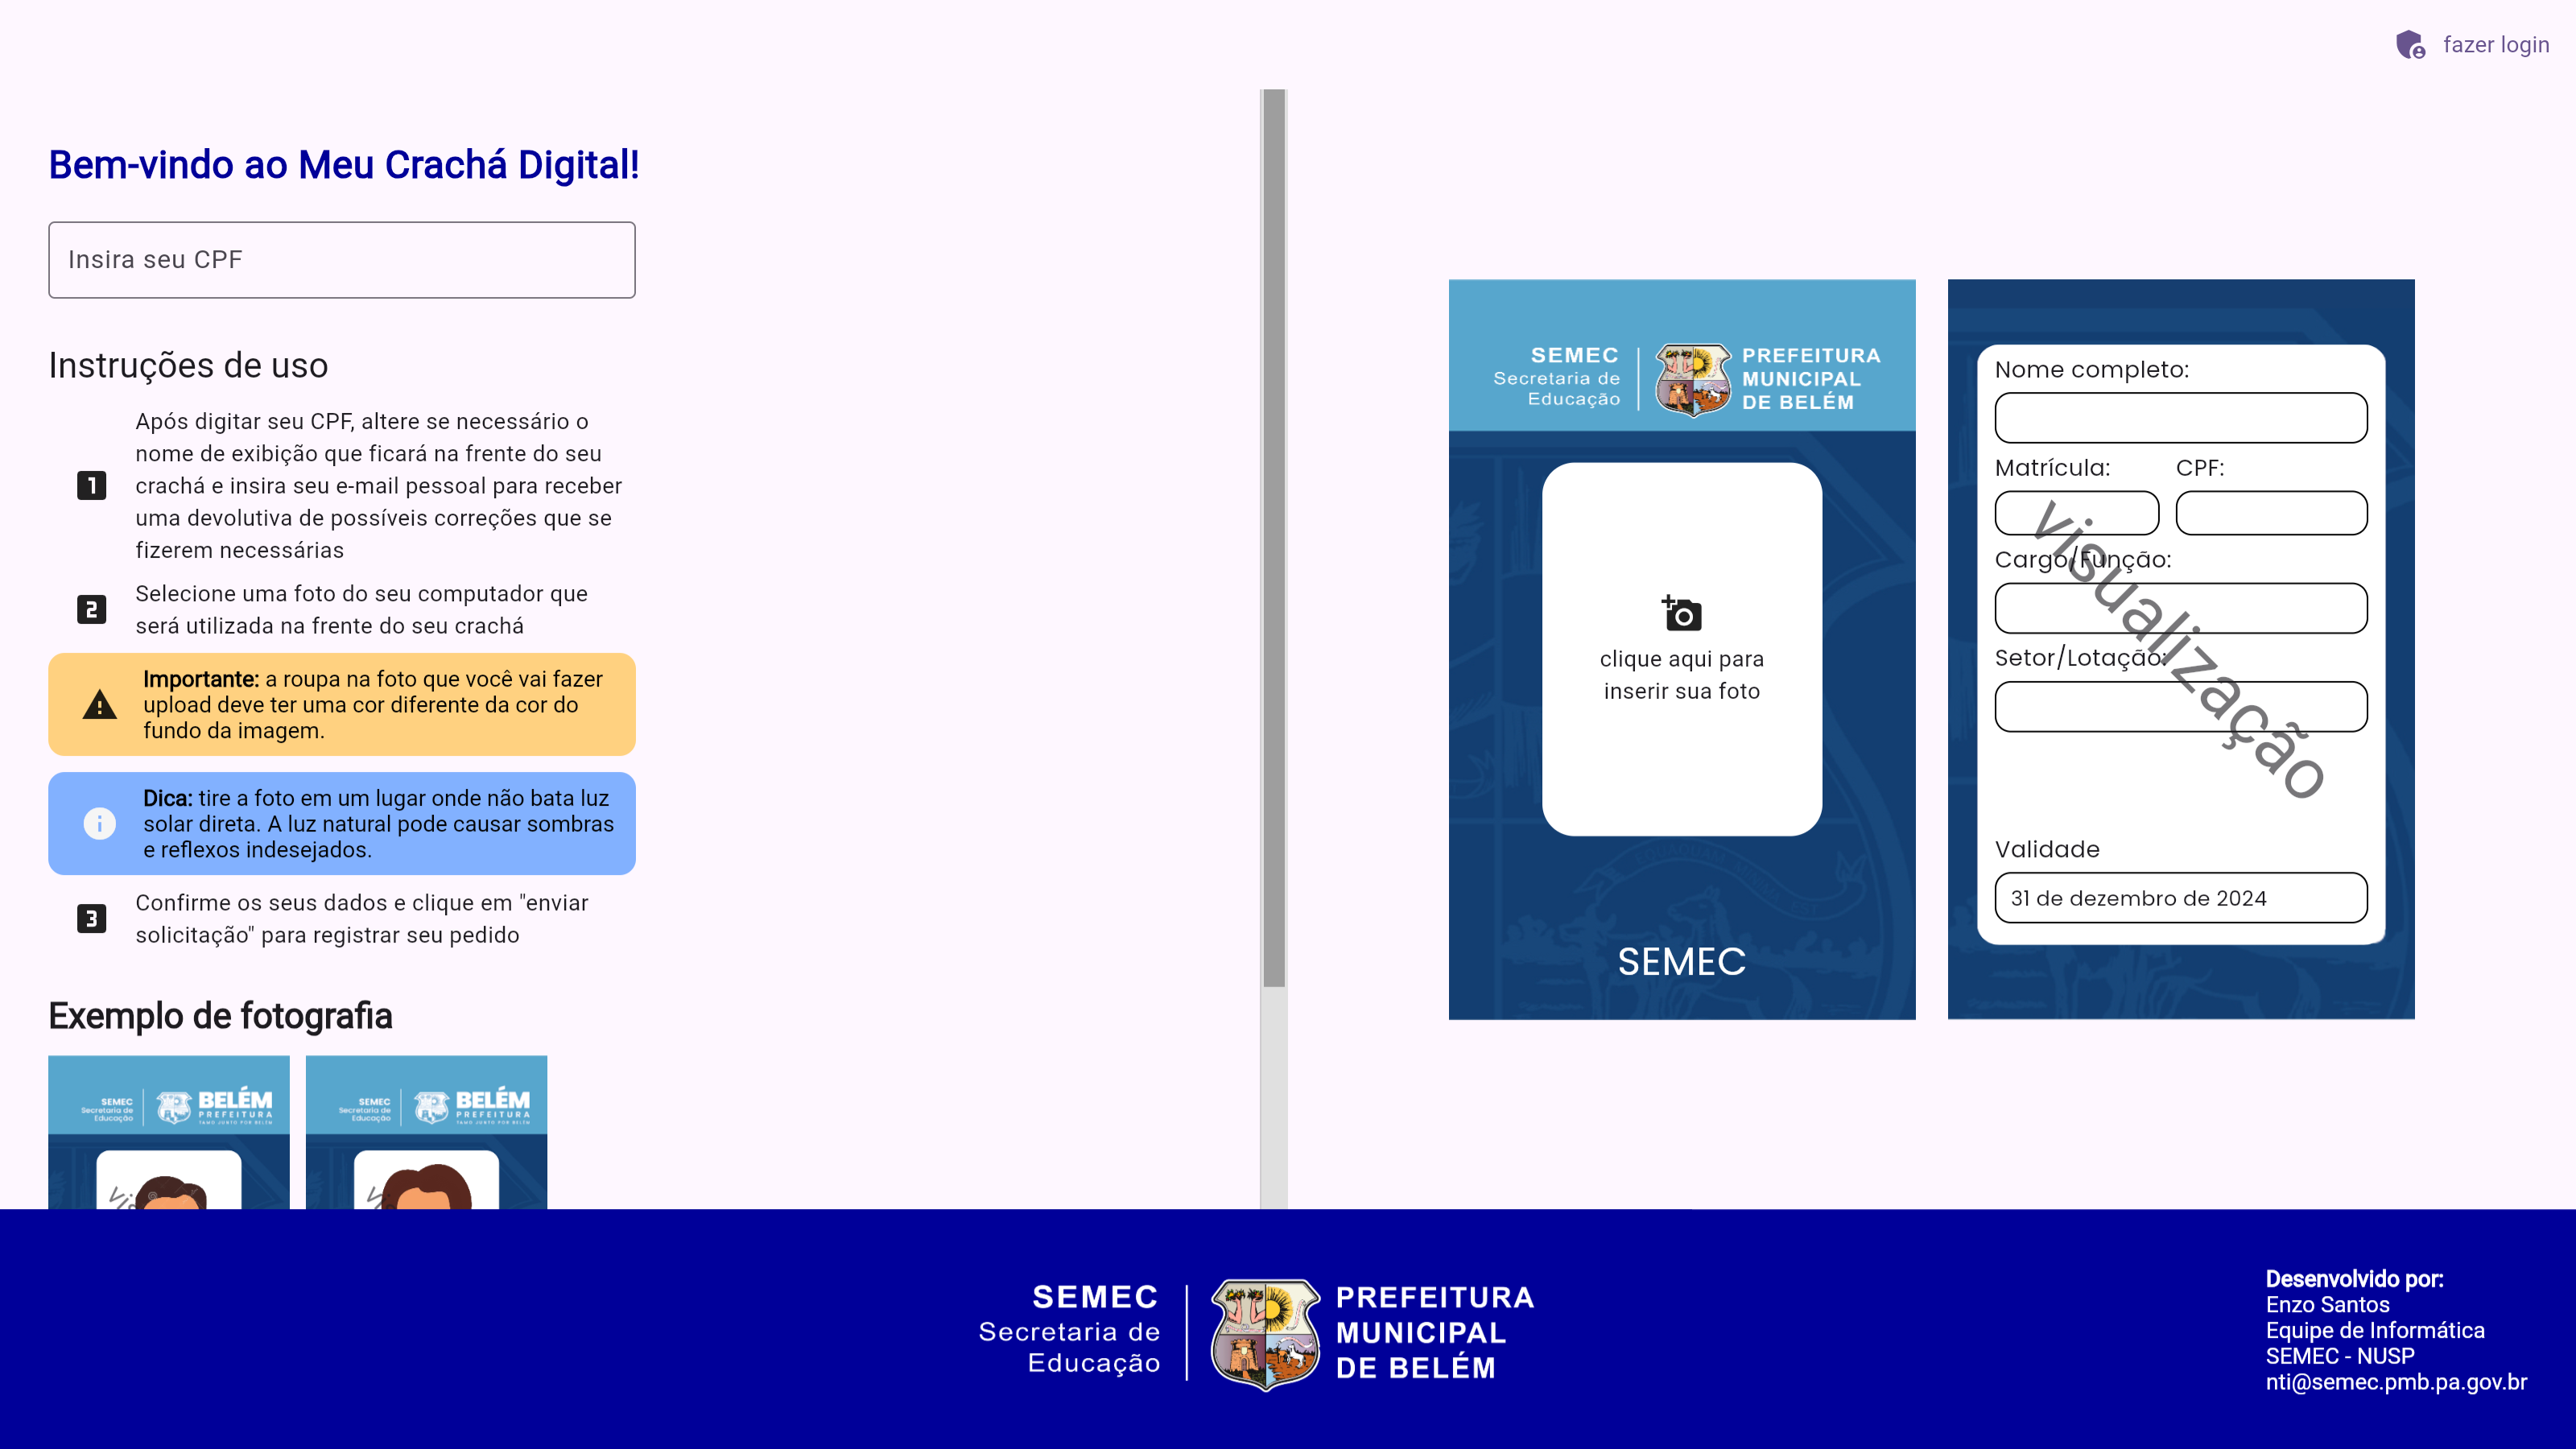 fazer login
Bem-vindo ao Meu Crachá Digital!
Insira seu CPF
Instruções de uso
1
Após digitar seu CPF, altere se necessário o
nome de exibição que ficará na frente do seu
crachá e insira seu e-mail pessoal para receber
uma devolutiva de possíveis correções que se
fizerem necessárias
2
Selecione uma foto do seu computador que
será utilizada na frente do seu crachá
Importante: a roupa na foto que você vai fazer
upload deve ter uma cor diferente da cor do
fundo da imagem.
Dica: tire a foto em um lugar onde não bata luz
solar direta. A luz natural pode causar sombras
e reflexos indesejados.
3
Confirme os seus dados e clique em "enviar
solicitação" para registrar seu pedido
Exemplo de fotografia
SEMEC
Secretaria de
Educação
BELÉM
PREFEITURA
TAMO JUNTO POR BELÉM
SEMEC
Secretaria de
Educação
BELÉM
PREFEITURA
TAMO JUNTO POR BELÉM
SEMEC
Secretaria de
Educação
PREFEITURA
MUNICIPAL
DE BELÉM
clique aqui para
inserir sua foto
SEMEC
Nome completo:
Matrícula: CPF:
Cargo/Função:
Setor/Lotação:
visualização
Validade
31 de dezembro de 2024
SEMEC
Secretaria de
Educação
PREFEITURA
MUNICIPAL
DE BELÉM
Desenvolvido por:
Enzo Santos
Equipe de Informática
SEMEC - NUSP
nti@semec.pmb.pa.gov.br